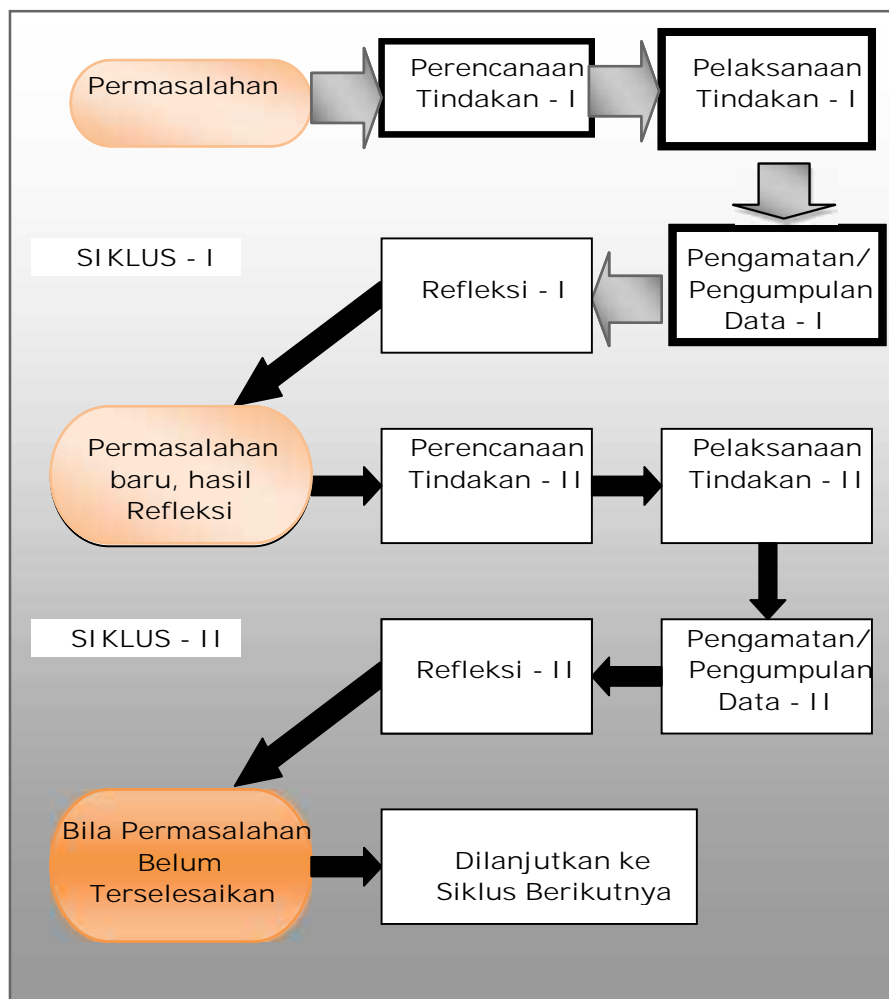 Permasalahan
Perencanaan
Tindakan - I
Pelaksanaan
Tindakan - I
SIKLUS - I
Refleksi - I
Pengamatan/
Pengumpulan
Data - I
Permasalahan
baru, hasil
Refleksi
Perencanaan
Tindakan - II
Pelaksanaan
Tindakan - II
SIKLUS - II
Refleksi - II
Pengamatan/
Pengumpulan
Data - II
Bila Permasalahan
Belum
Terselesaikan
Dilanjutkan ke
Siklus Berikutnya